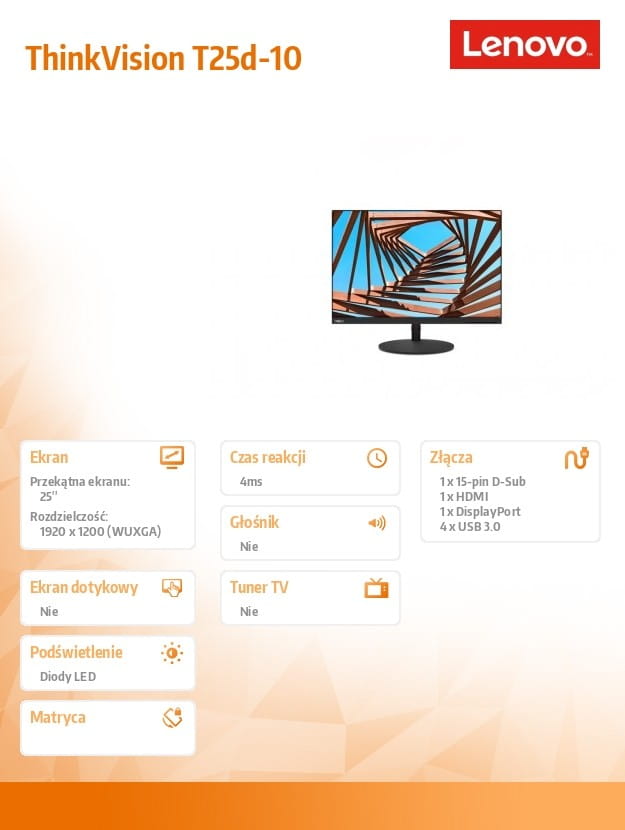 ThinkVision T25d-10
Lenovo™
Ekran
Przekątna ekranu:
25"
Rozdzielczość:
1920 x 1200 (WUXGA)
Czas reakcji
4ms
Złącza
1 x 15-pin D-Sub
1 x HDMI
1 x DisplayPort
4 x USB 3.0
Głośnik
Nie
Ekran dotykowy
Nie
Tuner TV
Nie
Podświetlenie
Diody LED
Matryca